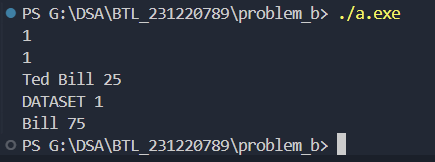 PS G:\DSA\BTL_231220789\problem_b> ./a.exe
1
1
Ted Bill 25
DATASET 1
Bill 75
PS G:\DSA\BTL_231220789\problem_b>